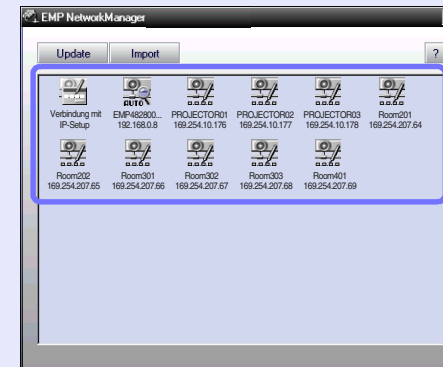 EMP NetworkManager
Update Import ?
AUTO
Verbindung mit EMP482800... PROJECTOR01 PROJECTOR02 PROJECTOR03 Room201
IP-Setup 192.168.0.8 169.254.10.176 169.254.10.177 169.254.10.178 169.254.207.64
Room202 Room301 Room302 Room303 Room401
169.254.207.65 169.254.207.66 169.254.207.67 169.254.207.68 169.254.207.69